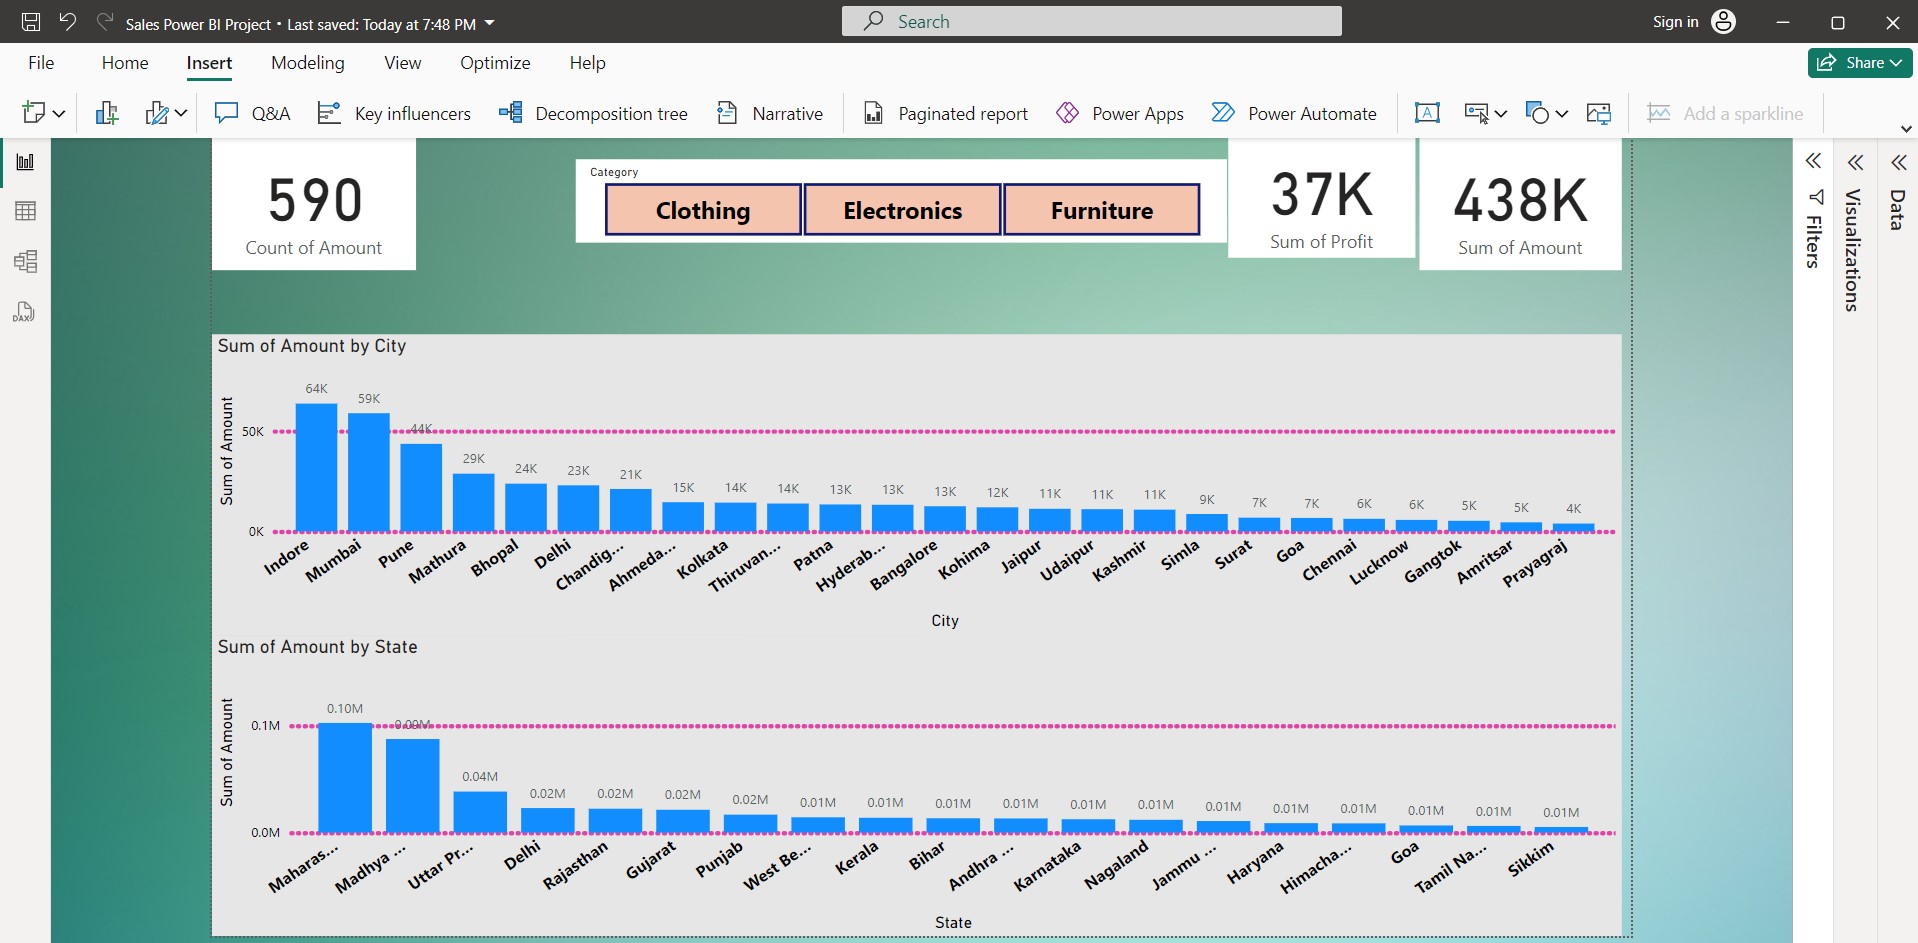 Sales Power BI Project • Last saved: Today at 7:48 PM
Search
Sign in
File Home Insert Modeling View Optimize Help
Share
Q&A Key influencers Decomposition tree Narrative Paginated report Power Apps Power Automate A Add a sparkline
DAX
590
Count of Amount
Category
Clothing Electronics Furniture
37K
Sum of Profit
438K
Sum of Amount
Filters
Visualizations
Data
Sum of Amount by City
Sum of Amount
50K
0K
64K 59K 44K 29K 24K 23K 21K 15K 14K 14K 13K 13K 13K 12K 11K 11K 11K 9K 7K 7K 6K 6K 5K 5K 4K
Indore Mumbai Pune Mathura Bhopal Delhi Chandig... Ahmeda... Kolkata Thiruvan... Patna Hyderab... Bangalore Kohima Jaipur Udaipur Kashmir Simla Surat Goa Chennai Lucknow Gangtok Amritsar Prayagraj
City
Sum of Amount by State
Sum of Amount
0.1M
0.0M
0.10M 0.09M 0.04M 0.02M 0.02M 0.02M 0.02M 0.01M 0.01M 0.01M 0.01M 0.01M 0.01M 0.01M 0.01M 0.01M 0.01M 0.01M 0.01M
Maharas... Madhya ... Uttar Pr... Delhi Rajasthan Gujarat Punjab West Be... Kerala Bihar Andhra ... Karnataka Nagaland Jammu ... Haryana Himacha... Goa Tamil Na... Sikkim
State